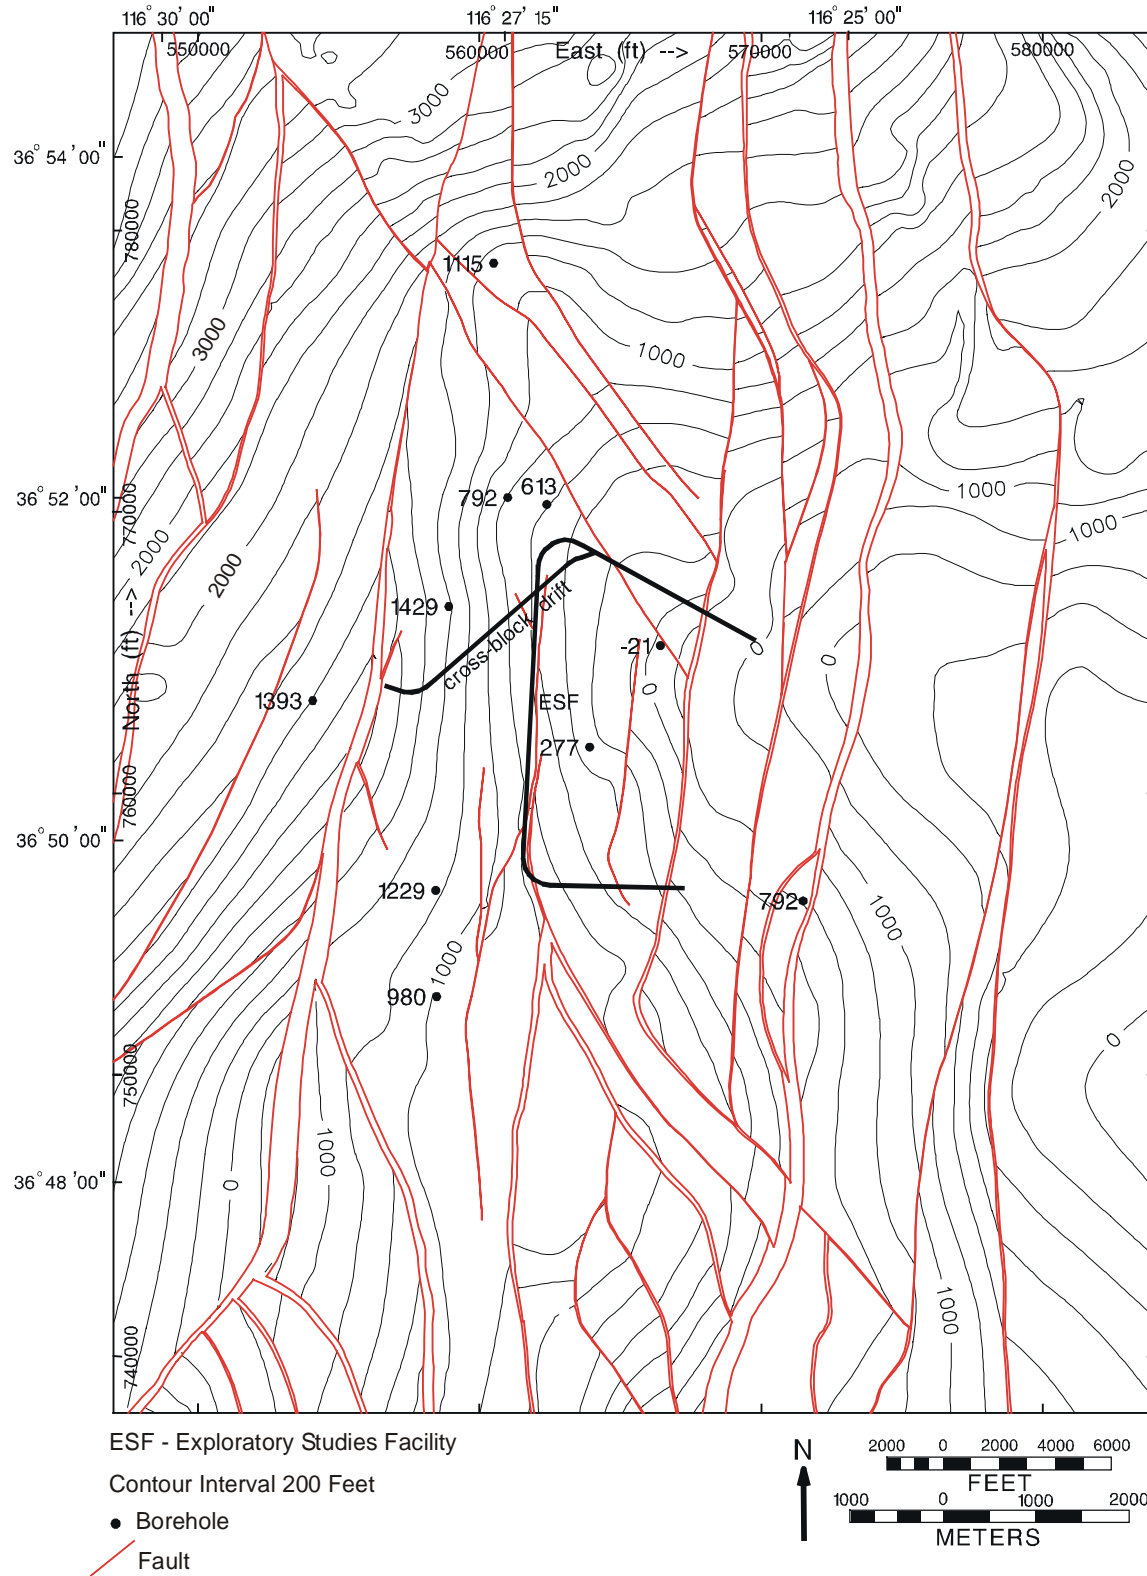 116° 30' 00"
116° 27' 15"
116° 25' 00"
550000
560000
East (ft) -->
570000
580000
3000
36° 54' 00"
2000
2000
780000
1115
3000
1000
36° 52' 00"
770000
792
613
1000
1000
2000
2000
1429
cross-block drift
-21
0
0
0
North (ft) -->
1393
ESF
277
760000
36° 50' 00"
1229
792
1000
1000
980
750000
0
1000
36° 48' 00"
0
1000
740000
ESF - Exploratory Studies Facility
Contour Interval 200 Feet
Borehole
Fault
N
2000 0 2000 4000 6000
FEET
1000 0 1000 2000
METERS